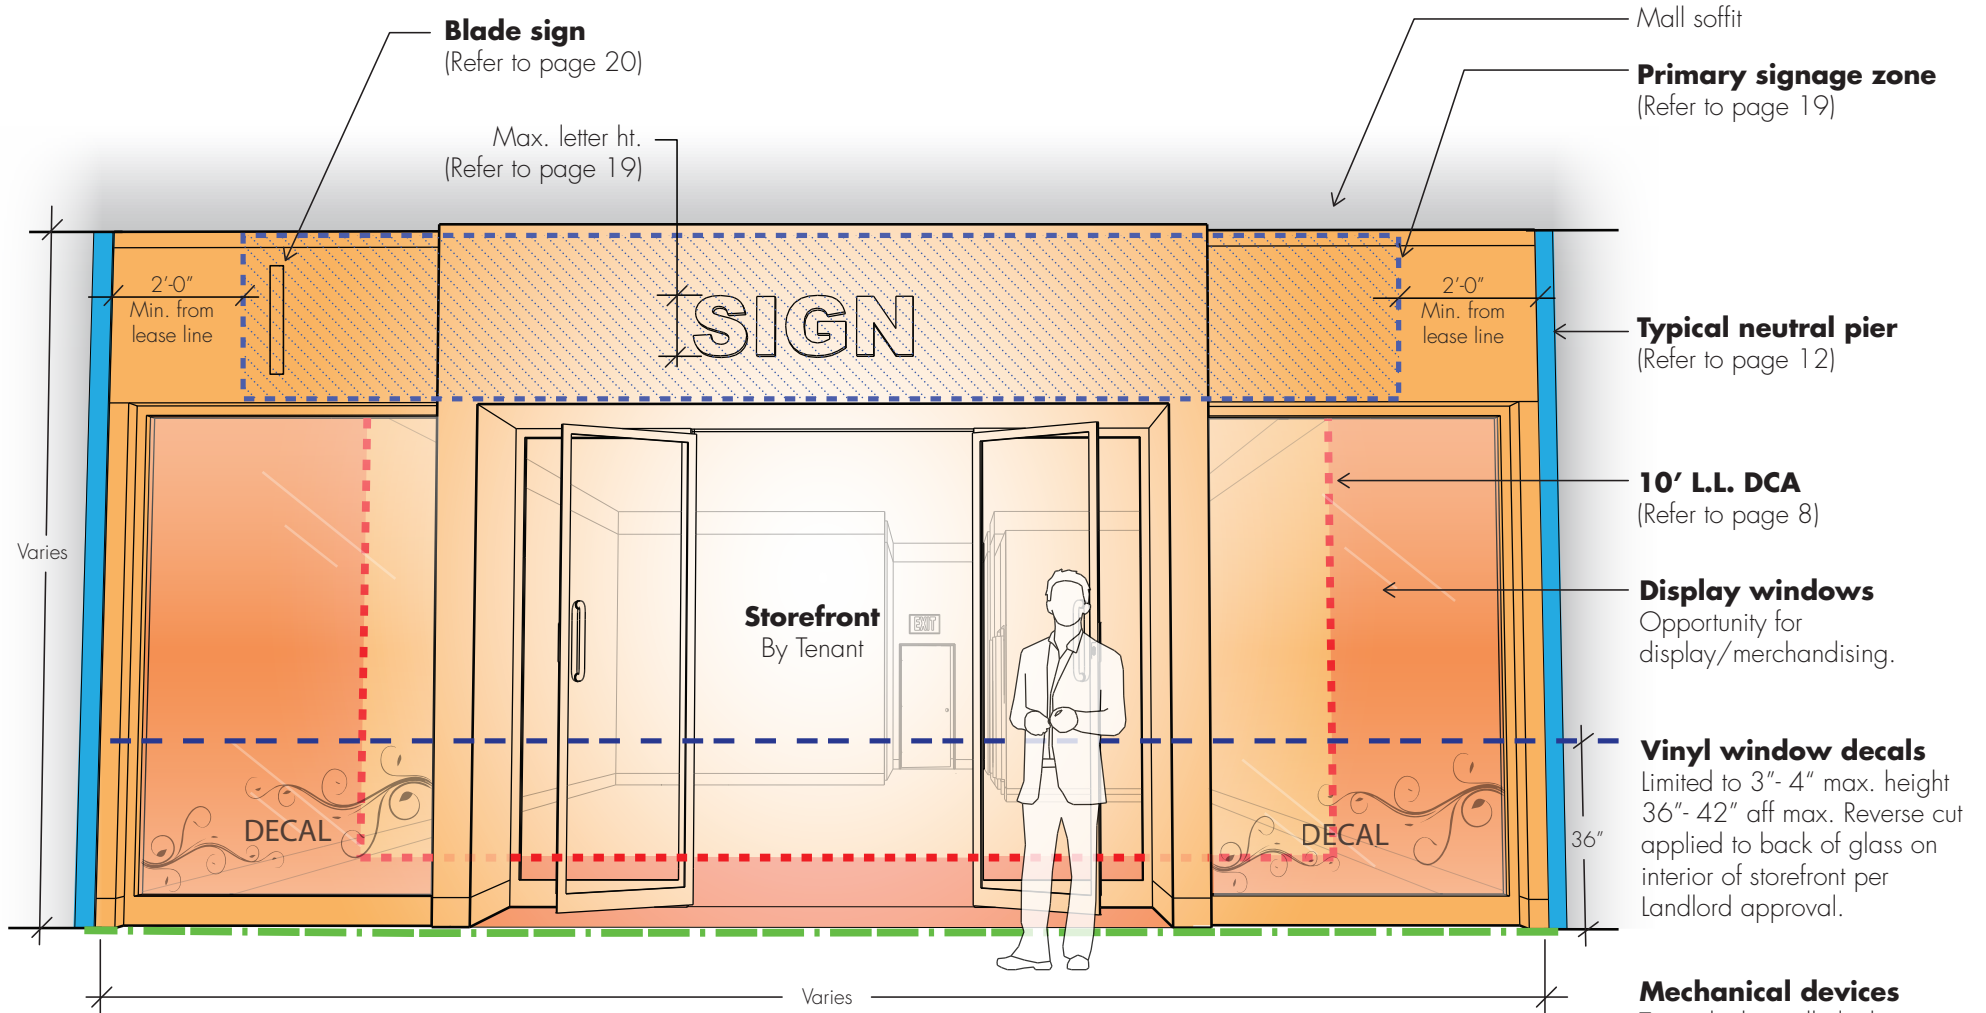 Blade sign
(Refer to page 20)
Max. letter ht.
(Refer to page 19)
Mall soffit
Primary signage zone
(Refer to page 19)
2'-0"
Min. from
lease line
SIGN
2'-0"
Min. from
lease line
Typical neutral pier
(Refer to page 12)
10' L.L. DCA
(Refer to page 8)
Varies
Display windows
Opportunity for
display/merchandising.
Storefront
By Tenant
EXIT
Vinyl window decals
Limited to 3"- 4" max. height
36"- 42" aff max. Reverse cut
applied to back of glass on
interior of storefront per
Landlord approval.
DECAL
DECAL
36"
Varies
Mechanical devices